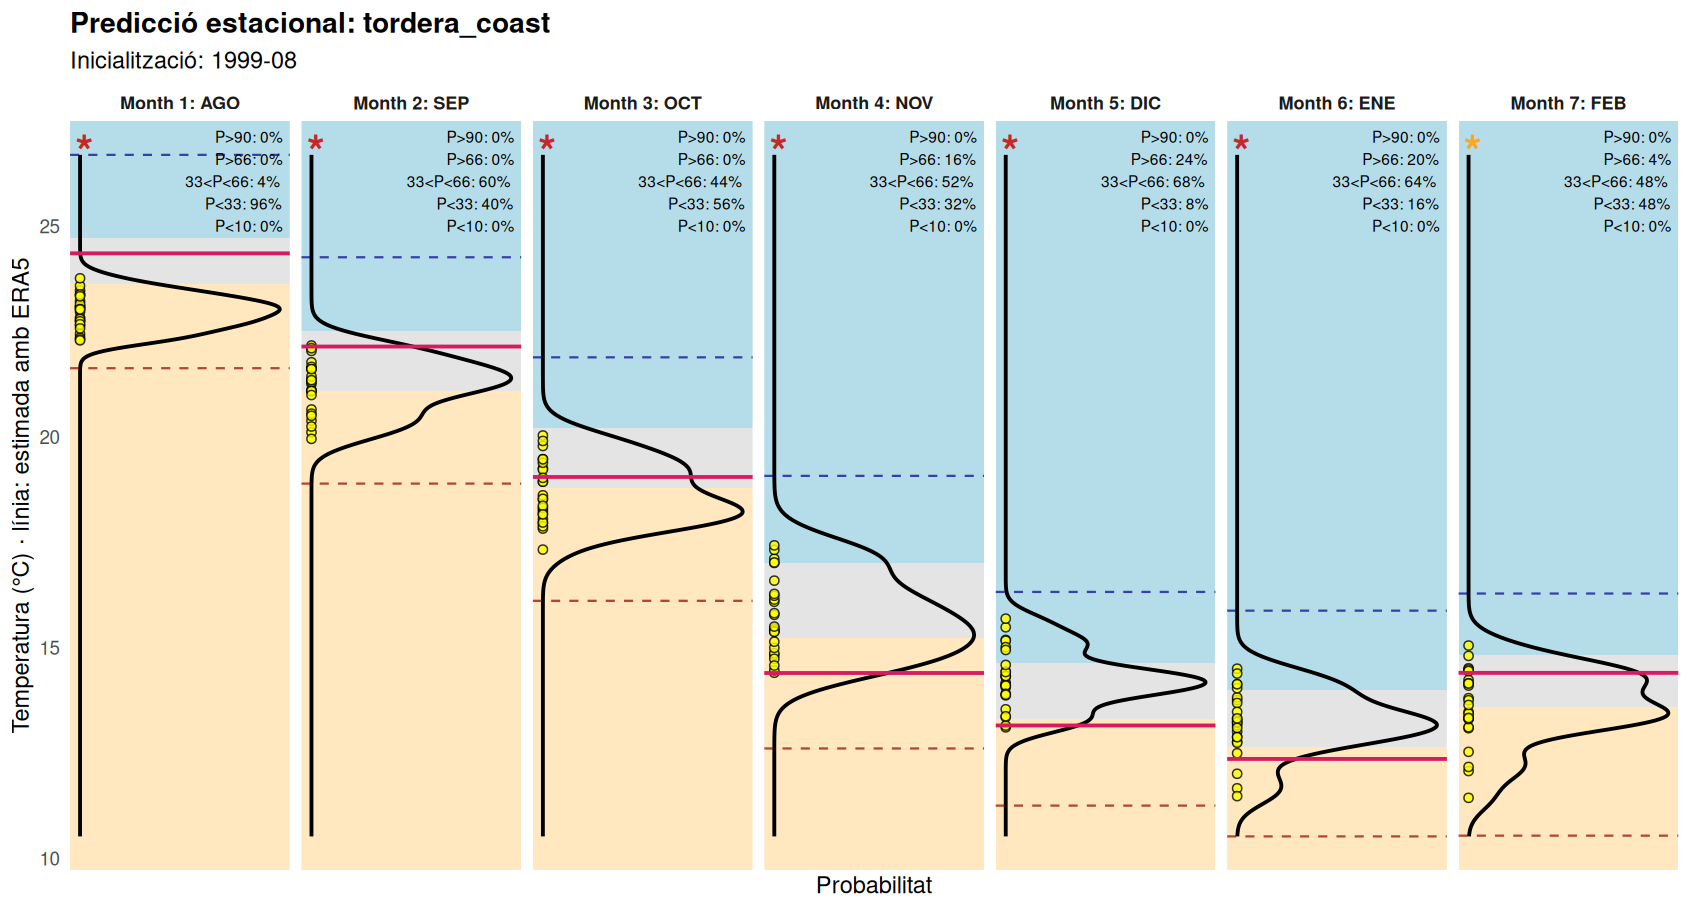 Predicció estacional: tordera_coast
Inicialització: 1999-08
Month 1: AGO
Month 2: SEP
Month 3: OCT
Month 4: NOV
Month 5: DIC
Month 6: ENE
Month 7: FEB
*
P>90: 0%
P>66: 0%
33<P<66: 4%
P<33: 96%
P<10: 0%
*
P>90: 0%
P>66: 0%
33<P<66: 60%
P<33: 40%
P<10: 0%
*
P>90: 0%
P>66: 0%
33<P<66: 44%
P<33: 56%
P<10: 0%
*
P>90: 0%
P>66: 16%
33<P<66: 52%
P<33: 32%
P<10: 0%
*
P>90: 0%
P>66: 24%
33<P<66: 68%
P<33: 8%
P<10: 0%
*
P>90: 0%
P>66: 20%
33<P<66: 64%
P<33: 16%
P<10: 0%
*
P>90: 0%
P>66: 4%
33<P<66: 48%
P<33: 48%
P<10: 0%
Temperatura (°C) · línia: estimada amb ERA5
25
20
15
10
Probabilitat